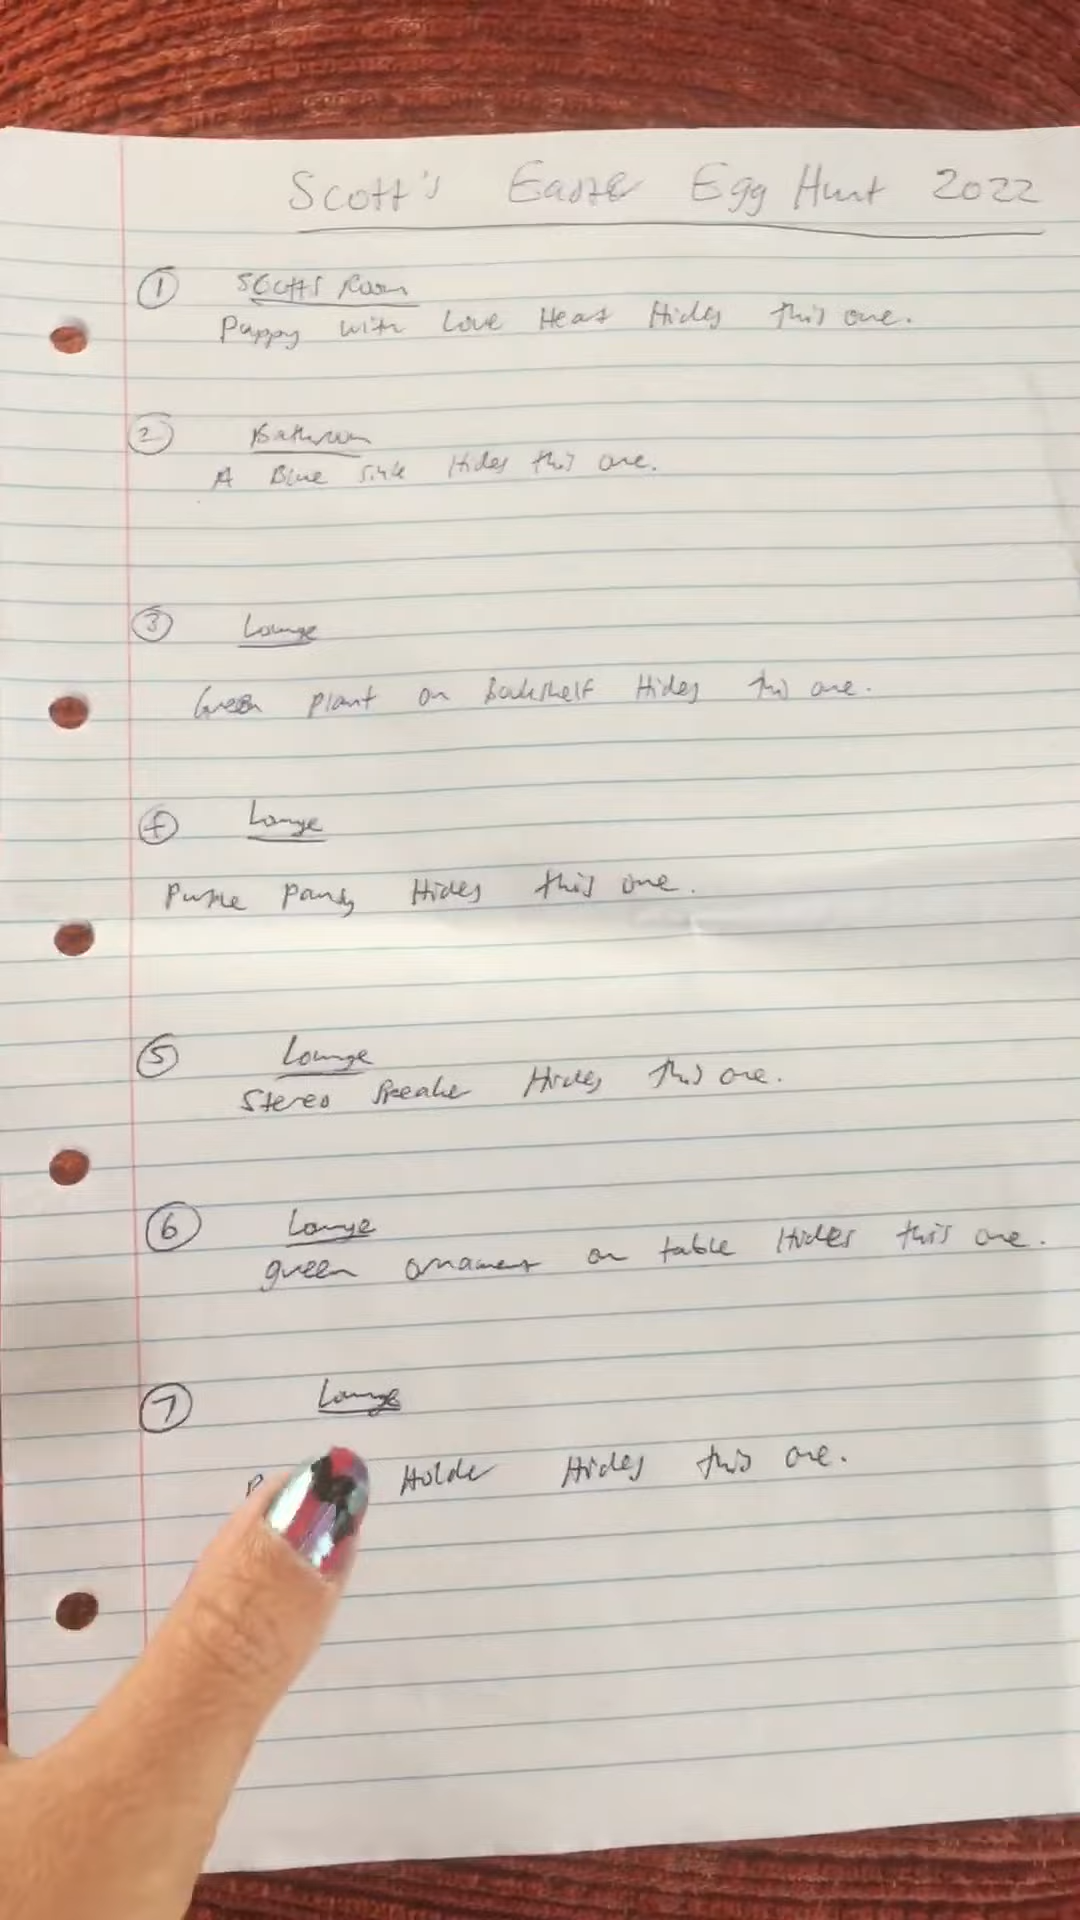 Scott's Easter Egg Hunt 2022
① Scotts Room
Puppy with Love Heart Hides this one.
② Bathroom
A Blue sink Hides this one.
③ Lounge
Green plant on Bookshelf Hides this one.
④ Lounge
Purple Hides this one.
⑤ Lounge
Stereo Speaker Hides this one.
⑥ Lounge
green ornament on table Hides this one.
⑦ Lounge
Holder Hides this one.